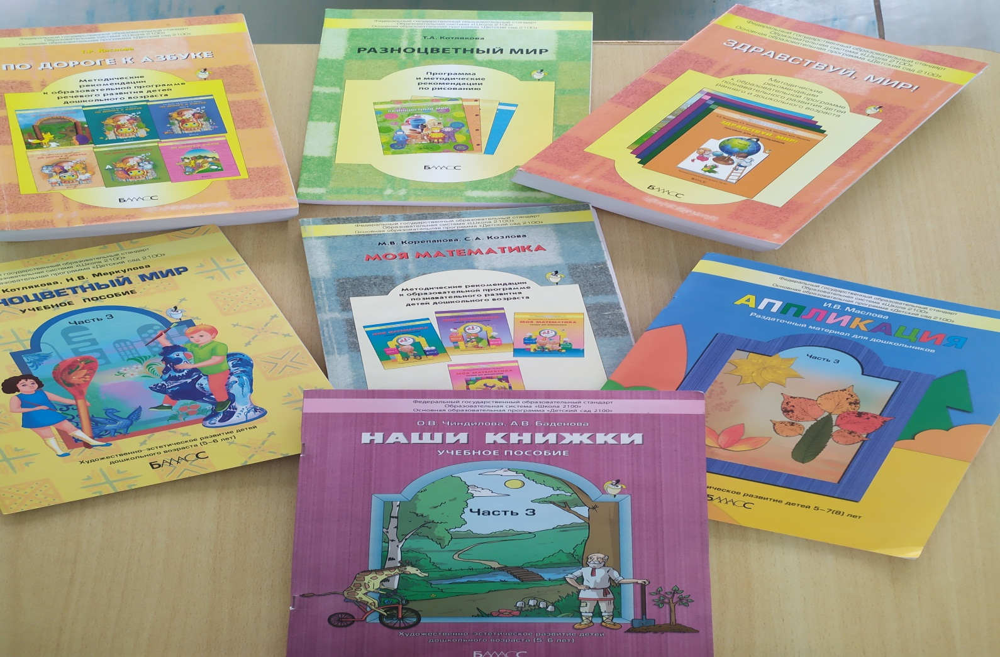 Федеральный государственный образовательный стандарт
Образовательная система «Школа 2100»
Основная образовательная программа «Детский сад 2100»
Т.Р. Кислова
ПО ДОРОГЕ К АЗБУКЕ
Методические
рекомендации
к образовательной программе
речевого развития детей
дошкольного возраста
БАЛАСС
Федеральный государственный образовательный стандарт
Образовательная система «Школа 2100»
Основная образовательная программа «Детский сад 2100»
Т.А. Котлякова
РАЗНОЦВЕТНЫЙ МИР
Программа
и методические
рекомендации
по рисованию
РАЗНОЦВЕТНЫЙ МИР
БАЛАСС
Федеральный государственный образовательный стандарт
Образовательная система «Школа 2100»
Основная образовательная программа «Детский сад 2100»
ЗДРАВСТВУЙ, МИР!
Методические
рекомендации
к образовательной программе
познавательного развития детей
раннего и дошкольного возраста
ЗДРАВСТВУЙ, МИР!
БАЛАСС
государственный образовательный стандарт
система «Школа 2100»
программа «Детский сад 2100»
Котлякова, Н.В. Меркулова
НОЦВЕТНЫЙ МИР
УЧЕБНОЕ ПОСОБИЕ
Часть 3
Художественно-эстетическое развитие детей
дошкольного возраста (5–6 лет)
БАЛАСС
Федеральный государственный образовательный стандарт
Образовательная система «Школа 2100»
Основная образовательная программа «Детский сад 2100»
М.В. Корепанова, С.А. Козлова
МОЯ МАТЕМАТИКА
Методические рекомендации
к образовательной программе
познавательного развития
детей дошкольного возраста
МОЯ МАТЕМАТИКА
МОЯ МАТЕМАТИКА
МОЯ МАТЕМАТИКА
МОЯ МАТЕМАТИКА
Федеральный государственный образовательный стандарт
Образовательная система «Школа 2100»
Основная образовательная программа «Детский сад 2100»
И.В. Маслова
АППЛИКАЦИЯ
Раздаточный материал для дошкольников
Часть 3
ическое развитие детей 5–7(8) лет
БАЛАСС
Федеральный государственный образовательный стандарт
Образовательная система «Школа 2100»
Основная образовательная программа «Детский сад 2100»
О.В. Чиндилова, А.В. Баденова
НАШИ КНИЖКИ
УЧЕБНОЕ ПОСОБИЕ
Часть 3
Художественно-эстетическое развитие детей
дошкольного возраста (5–6 лет)
БАЛАСС